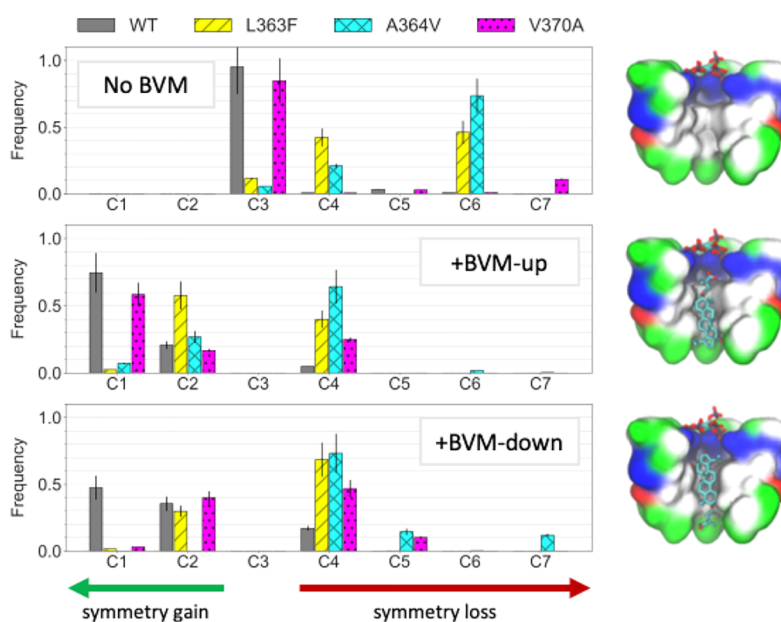 WT L363F A364V V370A
Frequency
1.0
0.5
0.0
No BVM
C1 C2 C3 C4 C5 C6 C7
Frequency
1.0
0.5
0.0
+BVM-up
C1 C2 C3 C4 C5 C6 C7
Frequency
1.0
0.5
0.0
+BVM-down
C1 C2 C3 C4 C5 C6 C7
symmetry gain symmetry loss